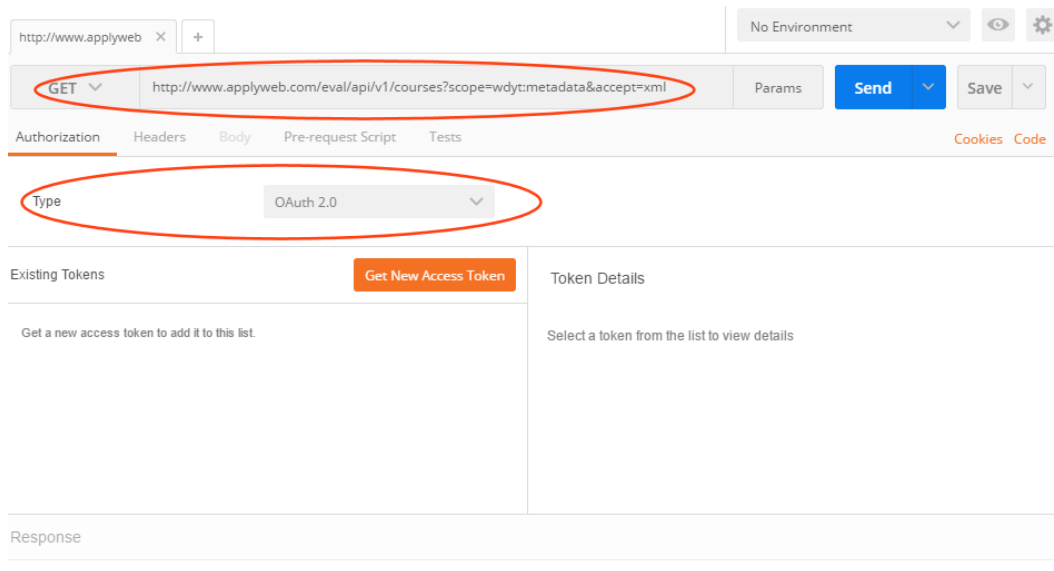 http://www.applyweb × +
No Environment
GET http://www.applyweb.com/eval/api/v1/courses?scope=wdyt:metadata&accept=xml Params Send Save
Authorization Headers Body Pre-request Script Tests Cookies Code
Type OAuth 2.0
Existing Tokens Get New Access Token
Token Details
Get a new access token to add it to this list.
Select a token from the list to view details
Response